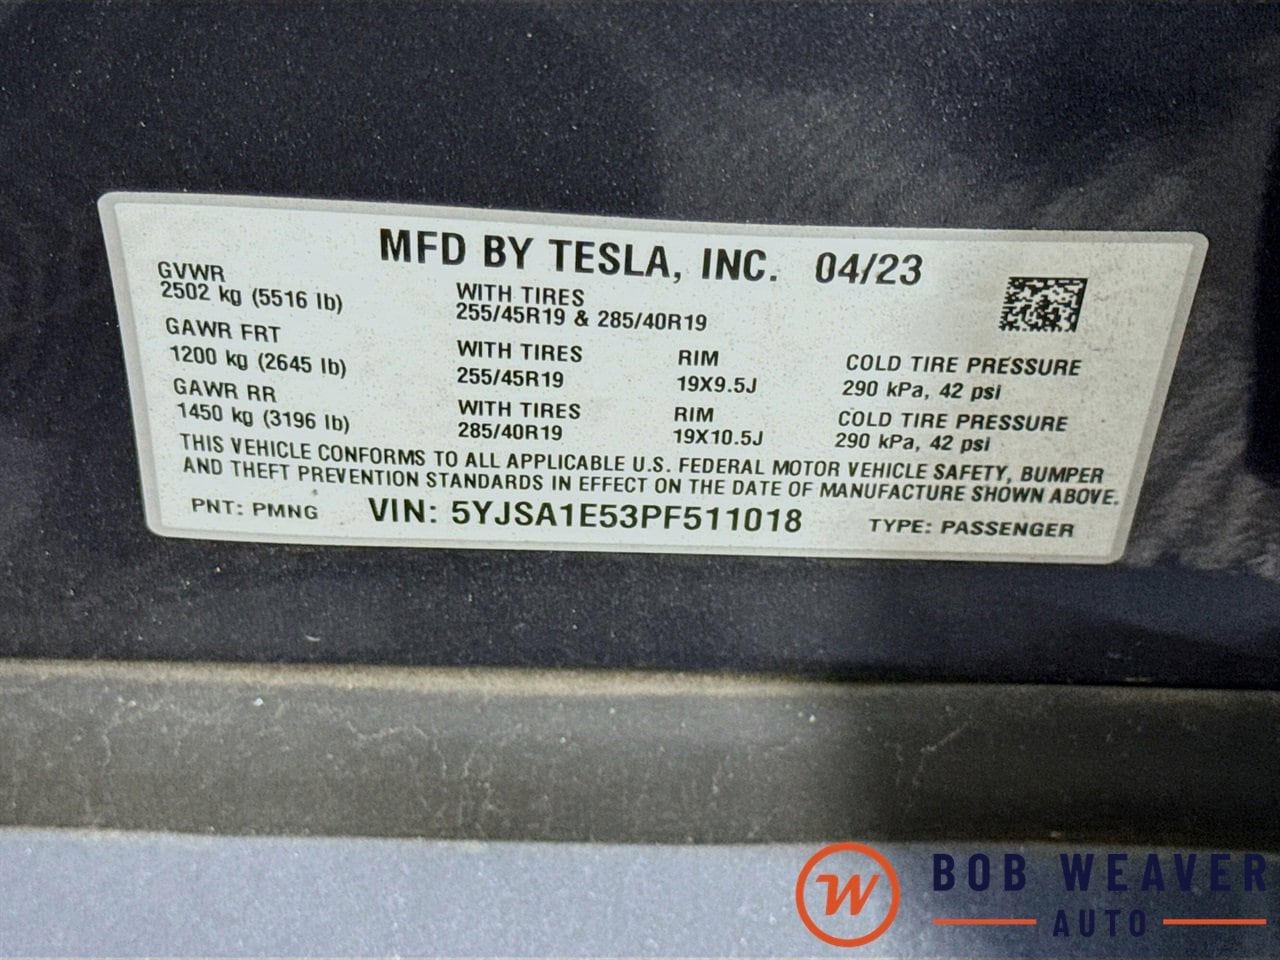 MFD BY TESLA, INC. 04/23
GVWR
2502 kg (5516 lb)
WITH TIRES
255/45R19 & 285/40R19
GAWR FRT
1200 kg (2645 lb)
WITH TIRES
255/45R19
RIM
19X9.5J
COLD TIRE PRESSURE
290 kPa, 42 psi
GAWR RR
1450 kg (3196 lb)
WITH TIRES
285/40R19
RIM
19X10.5J
COLD TIRE PRESSURE
290 kPa, 42 psi
THIS VEHICLE CONFORMS TO ALL APPLICABLE U.S. FEDERAL MOTOR VEHICLE SAFETY, BUMPER
AND THEFT PREVENTION STANDARDS IN EFFECT ON THE DATE OF MANUFACTURE SHOWN ABOVE.
PNT: PMNG VIN: 5YJSA1E53PF511018 TYPE: PASSENGER
W
BOB WEAVER
AUTO